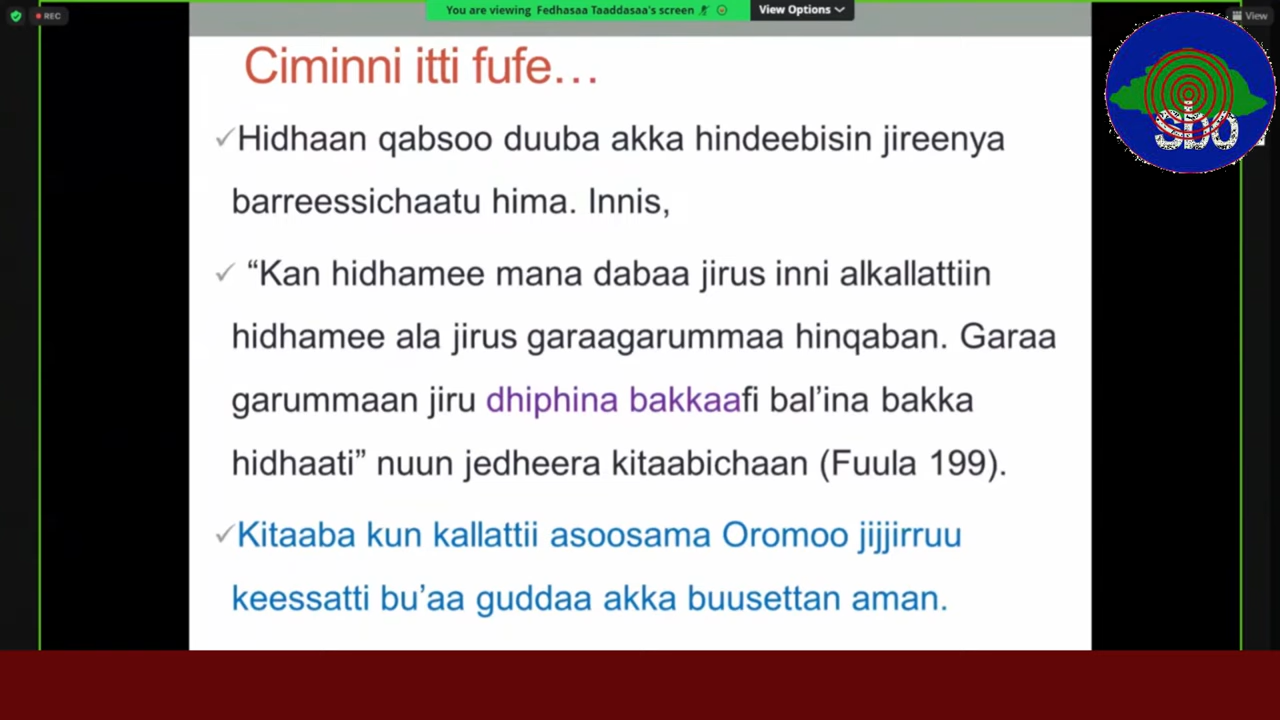 REC
You are viewing Fedhasaa Taaddasaa's screen
View Options
View
Ciminni itti fufe…
Hidhaan qabsoo duuba akka hindeebisin jireenya
barreessichaatu hima. Innis,
“Kan hidhamee mana dabaa jirus inni alkallattiin
hidhamee ala jirus garaagarummaa hinqaban. Garaa
garummaan jiru dhiphina bakkaafi bal’ina bakka
hidhaati” nuun jedheera kitaabichaan (Fuula 199).
Kitaaba kun kallattii asoosama Oromoo jijjirruu
keessatti bu’aa guddaa akka buusettan aman.